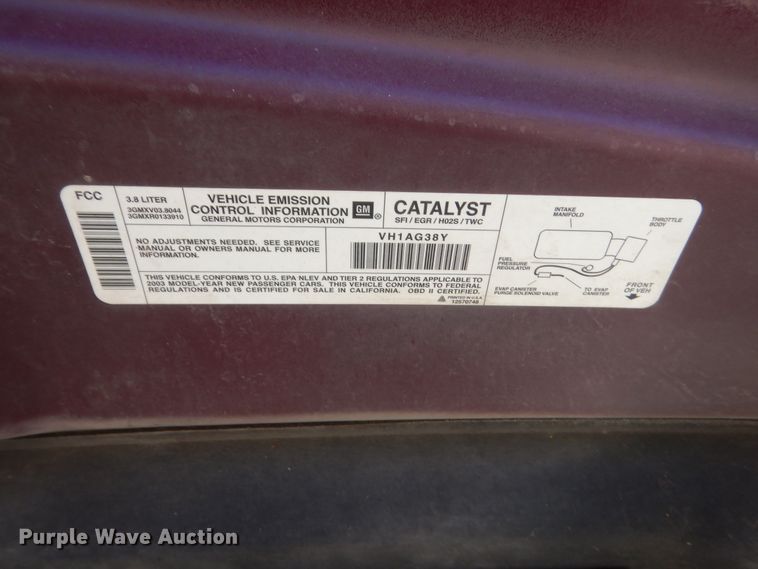 FCC
3.8 LITER
3GMXV03.8044
3GMXR0133910
VEHICLE EMISSION
CONTROL INFORMATION
GENERAL MOTORS CORPORATION
GM
®
CATALYST
SFI / EGR / HO2S / TWC
NO ADJUSTMENTS NEEDED. SEE SERVICE
MANUAL OR OWNERS MANUAL FOR MORE
INFORMATION.
VH1AG38Y
THIS VEHICLE CONFORMS TO U.S. EPA NLEV AND TIER 2 REGULATIONS APPLICABLE TO
2003 MODEL-YEAR NEW PASSENGER CARS. THIS VEHICLE CONFORMS TO FEDERAL
REGULATIONS AND IS CERTIFIED FOR SALE IN CALIFORNIA. OBD II CERTIFIED.
PRINTED IN U.S.A.
12570748
INTAKE
MANIFOLD
THROTTLE
BODY
FUEL
PRESSURE
REGULATOR
EVAP CANISTER
PURGE SOLENOID VALVE
TO EVAP
CANISTER
FRONT
OF VEH
Purple Wave Auction®